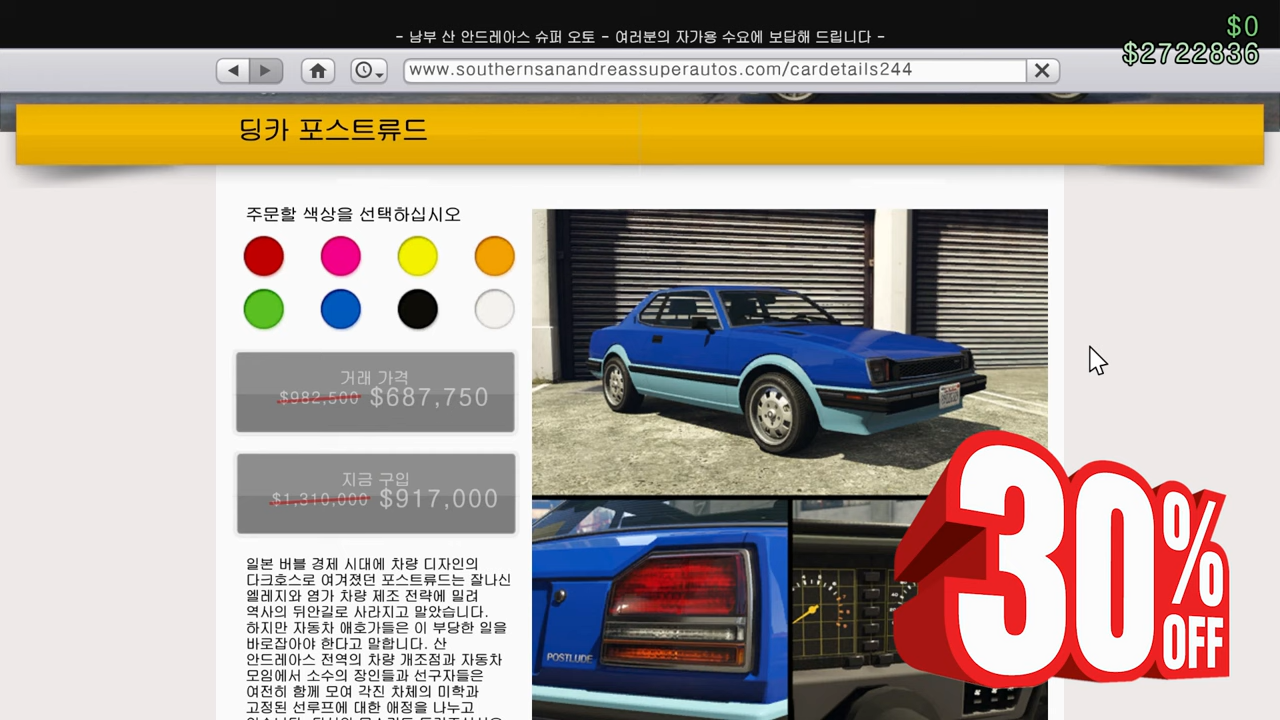 - 남부 산 안드레아스 슈퍼 오토 - 여러분의 자가용 수요에 보답해 드립니다 -
$0
$2722836
www.southernsanandreassuperautos.com/cardetails244
딩카 포스트류드
주문할 색상을 선택하십시오
거래 가격
$982,500 $687,750
지금 구입
$1,310,000 $917,000
일본 버블 경제 시대에 차량 디자인의
다크호스로 여겨졌던 포스트류드는 잘나신
엘레지와 염가 차량 제조 전략에 밀려
역사의 뒤안길로 사라지고 말았습니다.
하지만 자동차 애호가들은 이 부당한 일을
바로잡아야 한다고 말합니다. 산
안드레아스 전역의 차량 개조점과 자동차
모임에서 소수의 장인들과 선구자들은
여전히 함께 모여 각진 차체의 미학과
고정된 선루프에 대한 애정을 나누고
POSTLUDE
30%
OFF